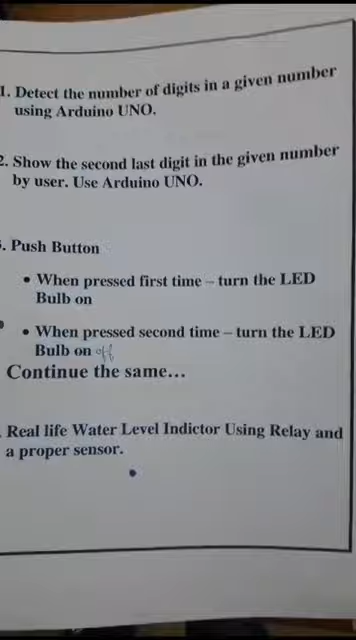 1. Detect the number of digits in a given number
using Arduino UNO.
2. Show the second last digit in the given number
by user. Use Arduino UNO.
. Push Button
• When pressed first time – turn the LED
Bulb on
• When pressed second time – turn the LED
Bulb on off
Continue the same...
. Real life Water Level Indictor Using Relay and
a proper sensor.